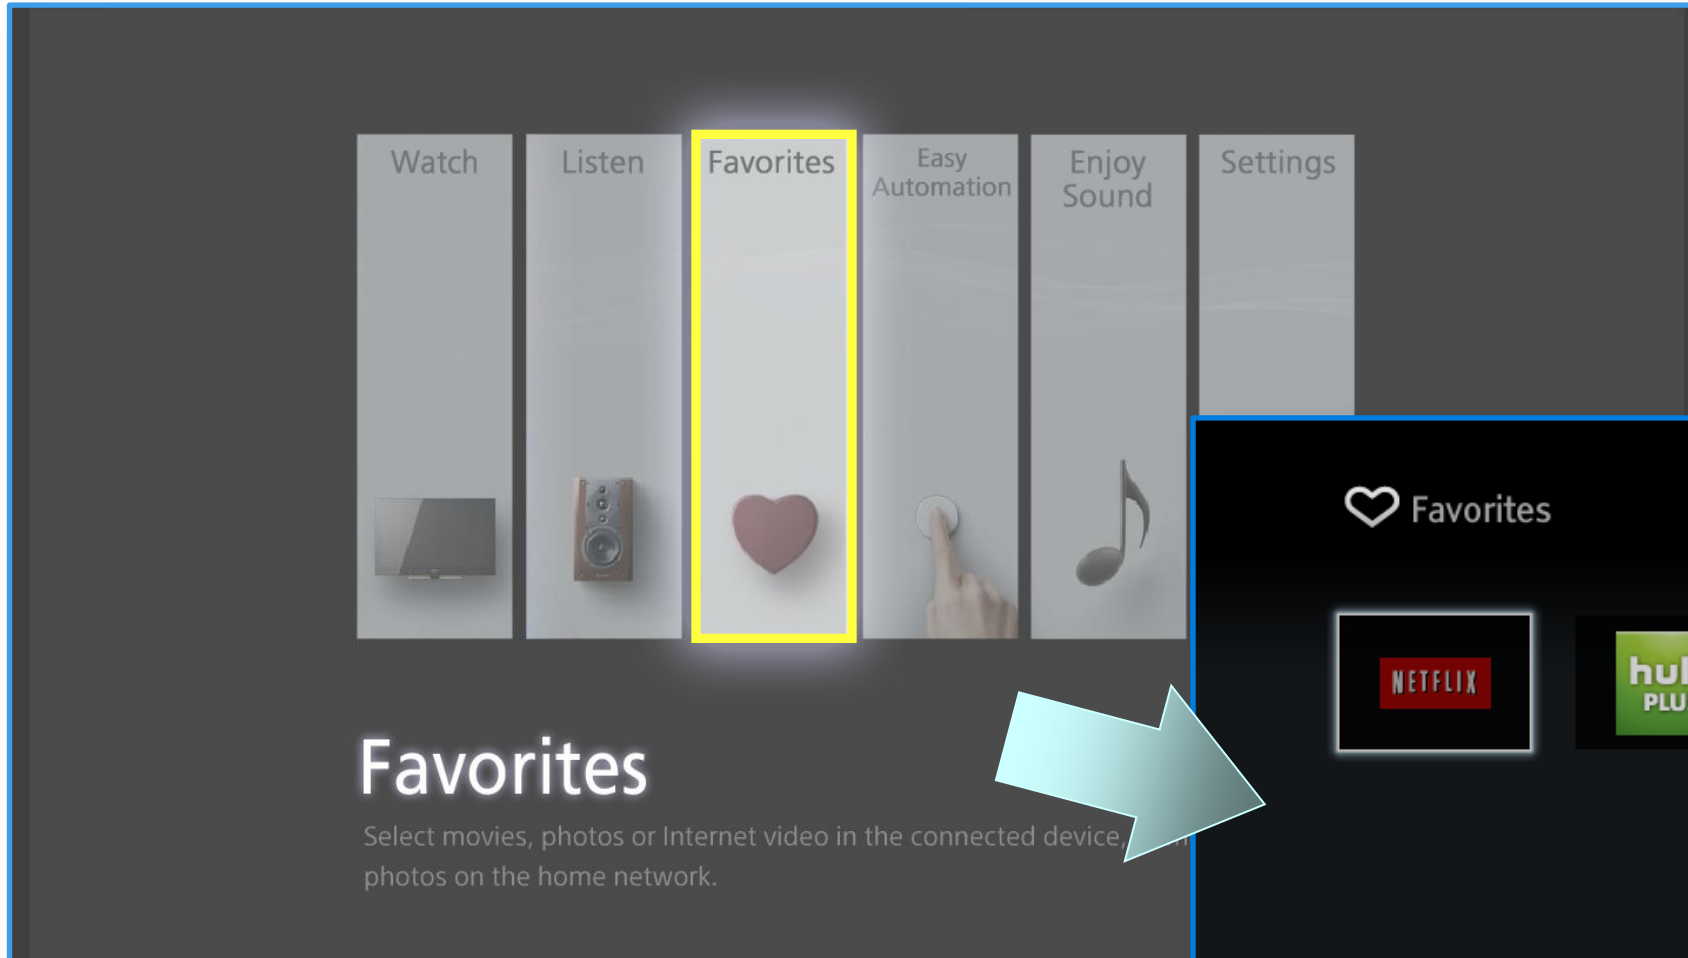 Watch
Listen
Favorites
Easy
Automation
Enjoy
Sound
Settings
Favorites
NETFLIX
PLU
Favorites
Select movies, photos or Internet video in the connected device,
photos on the home network.